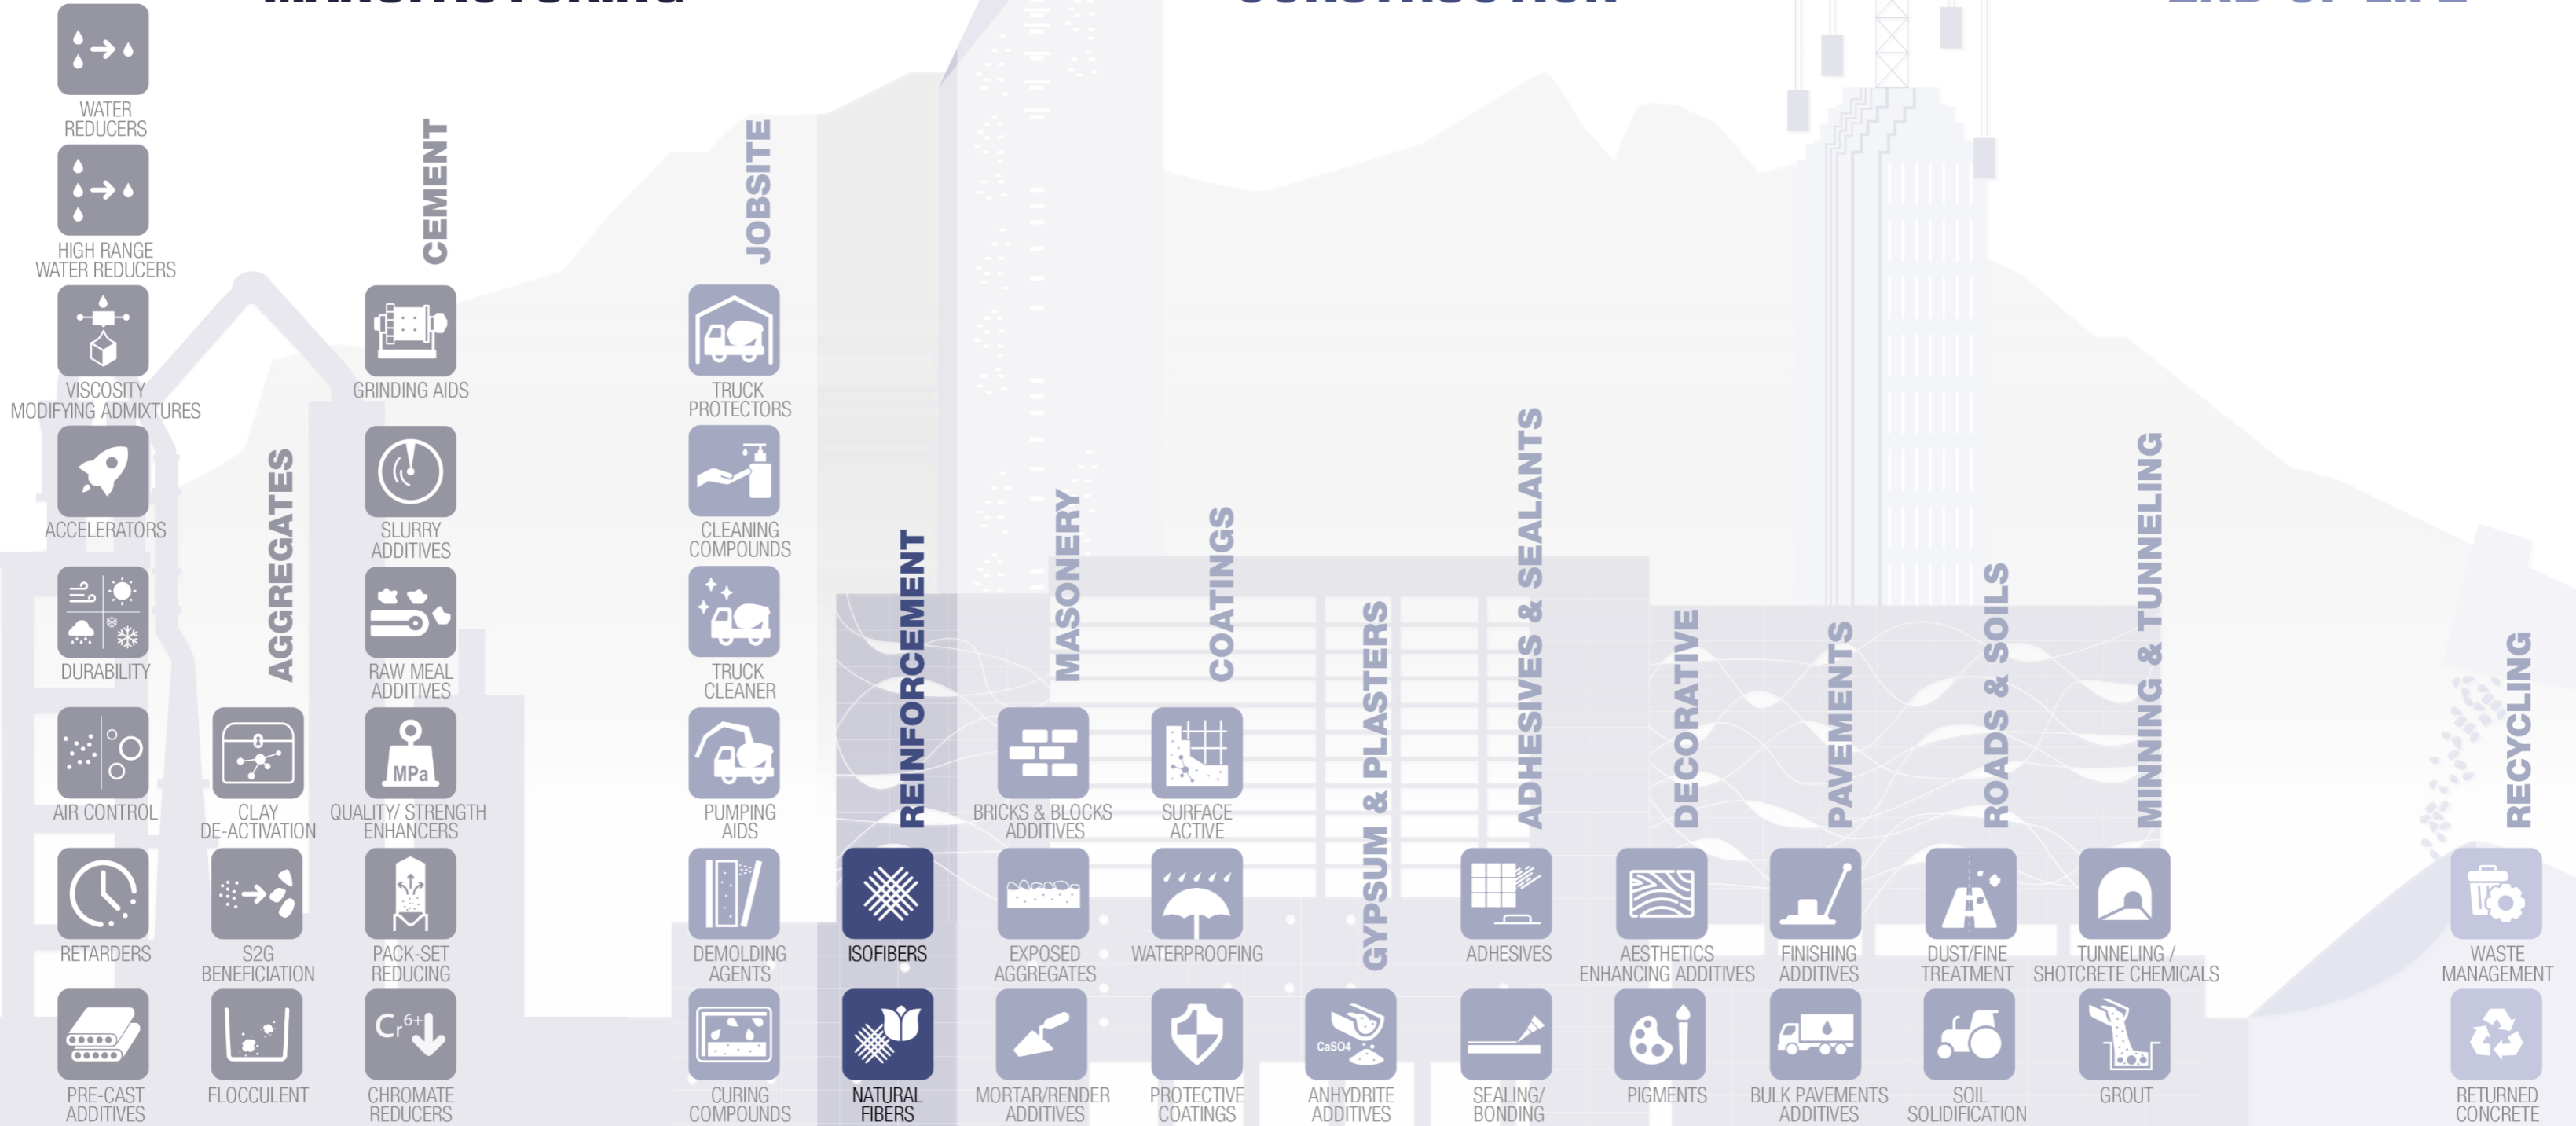 MANUFACTURING
CONSTRUCTION
END OF LIFE
WATER
REDUCERS
HIGH RANGE
WATER REDUCERS
VISCOSITY
MODIFYING ADMIXTURES
ACCELERATORS
DURABILITY
AIR CONTROL
RETARDERS
PRE-CAST
ADDITIVES
AGGREGATES
CLAY
DE-ACTIVATION
S2G
BENEFICIATION
FLOCCULENT
CEMENT
GRINDING AIDS
SLURRY
ADDITIVES
RAW MEAL
ADDITIVES
MPa
QUALITY/ STRENGTH
ENHANCERS
PACK-SET
REDUCING
Cr6+
CHROMATE
REDUCERS
JOBSITE
TRUCK
PROTECTORS
CLEANING
COMPOUNDS
TRUCK
CLEANER
PUMPING
AIDS
DEMOLDING
AGENTS
CURING
COMPOUNDS
REINFORCEMENT
ISOFIBERS
NATURAL
FIBERS
MASONERY
BRICKS & BLOCKS
ADDITIVES
EXPOSED
AGGREGATES
MORTAR/RENDER
ADDITIVES
COATINGS
SURFACE
ACTIVE
WATERPROOFING
PROTECTIVE
COATINGS
GYPSUM & PLASTERS
CaSO4
ANHYDRITE
ADDITIVES
ADHESIVES & SEALANTS
ADHESIVES
SEALING/
BONDING
DECORATIVE
AESTHETICS
ENHANCING ADDITIVES
PIGMENTS
PAVEMENTS
FINISHING
ADDITIVES
BULK PAVEMENTS
ADDITIVES
ROADS & SOILS
DUST/FINE
TREATMENT
SOIL
SOLIDIFICATION
MINNING & TUNNELING
TUNNELING /
SHOTCRETE CHEMICALS
GROUT
RECYCLING
WASTE
MANAGEMENT
RETURNED
CONCRETE